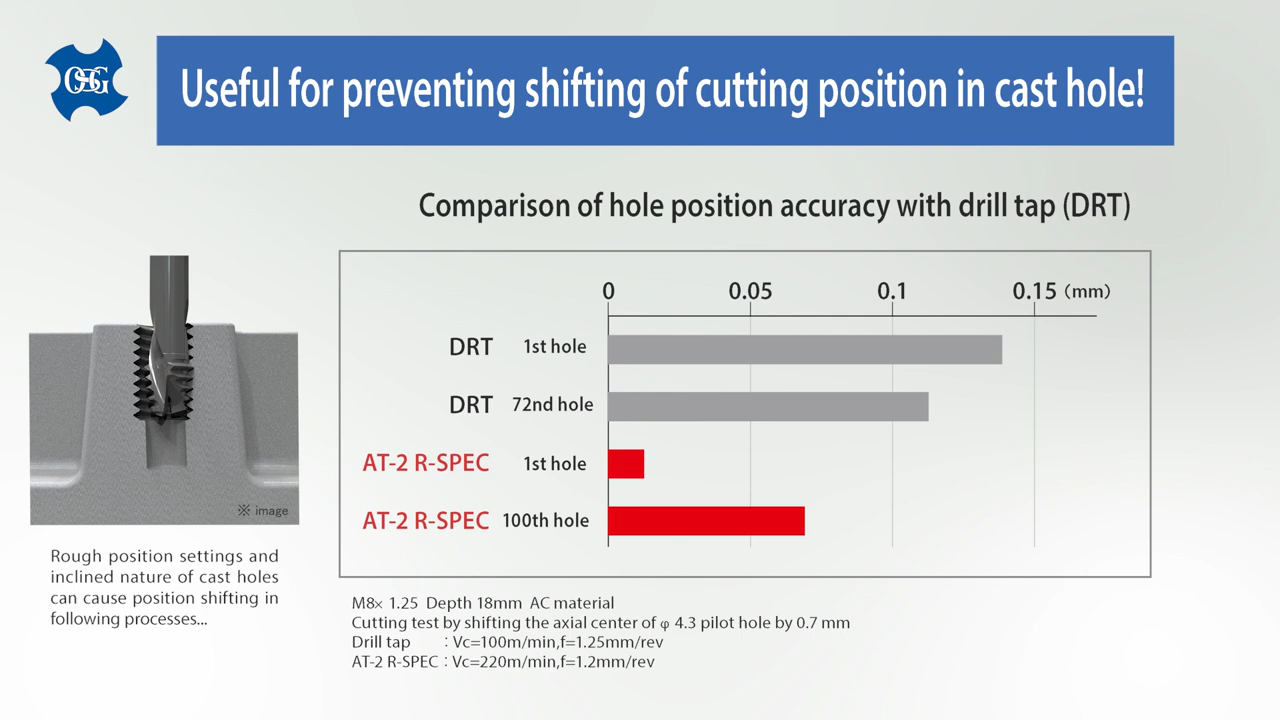 OSG
Useful for preventing shifting of cutting position in cast hole!
Comparison of hole position accuracy with drill tap (DRT)
0 0.05 0.1 0.15 (mm)
DRT 1st hole
DRT 72nd hole
AT-2 R-SPEC 1st hole
AT-2 R-SPEC 100th hole
※ image
Rough position settings and
inclined nature of cast holes
can cause position shifting in
following processes...
M8× 1.25 Depth 18mm AC material
Cutting test by shifting the axial center of φ 4.3 pilot hole by 0.7 mm
Drill tap : Vc=100m/min,f=1.25mm/rev
AT-2 R-SPEC : Vc=220m/min,f=1.2mm/rev